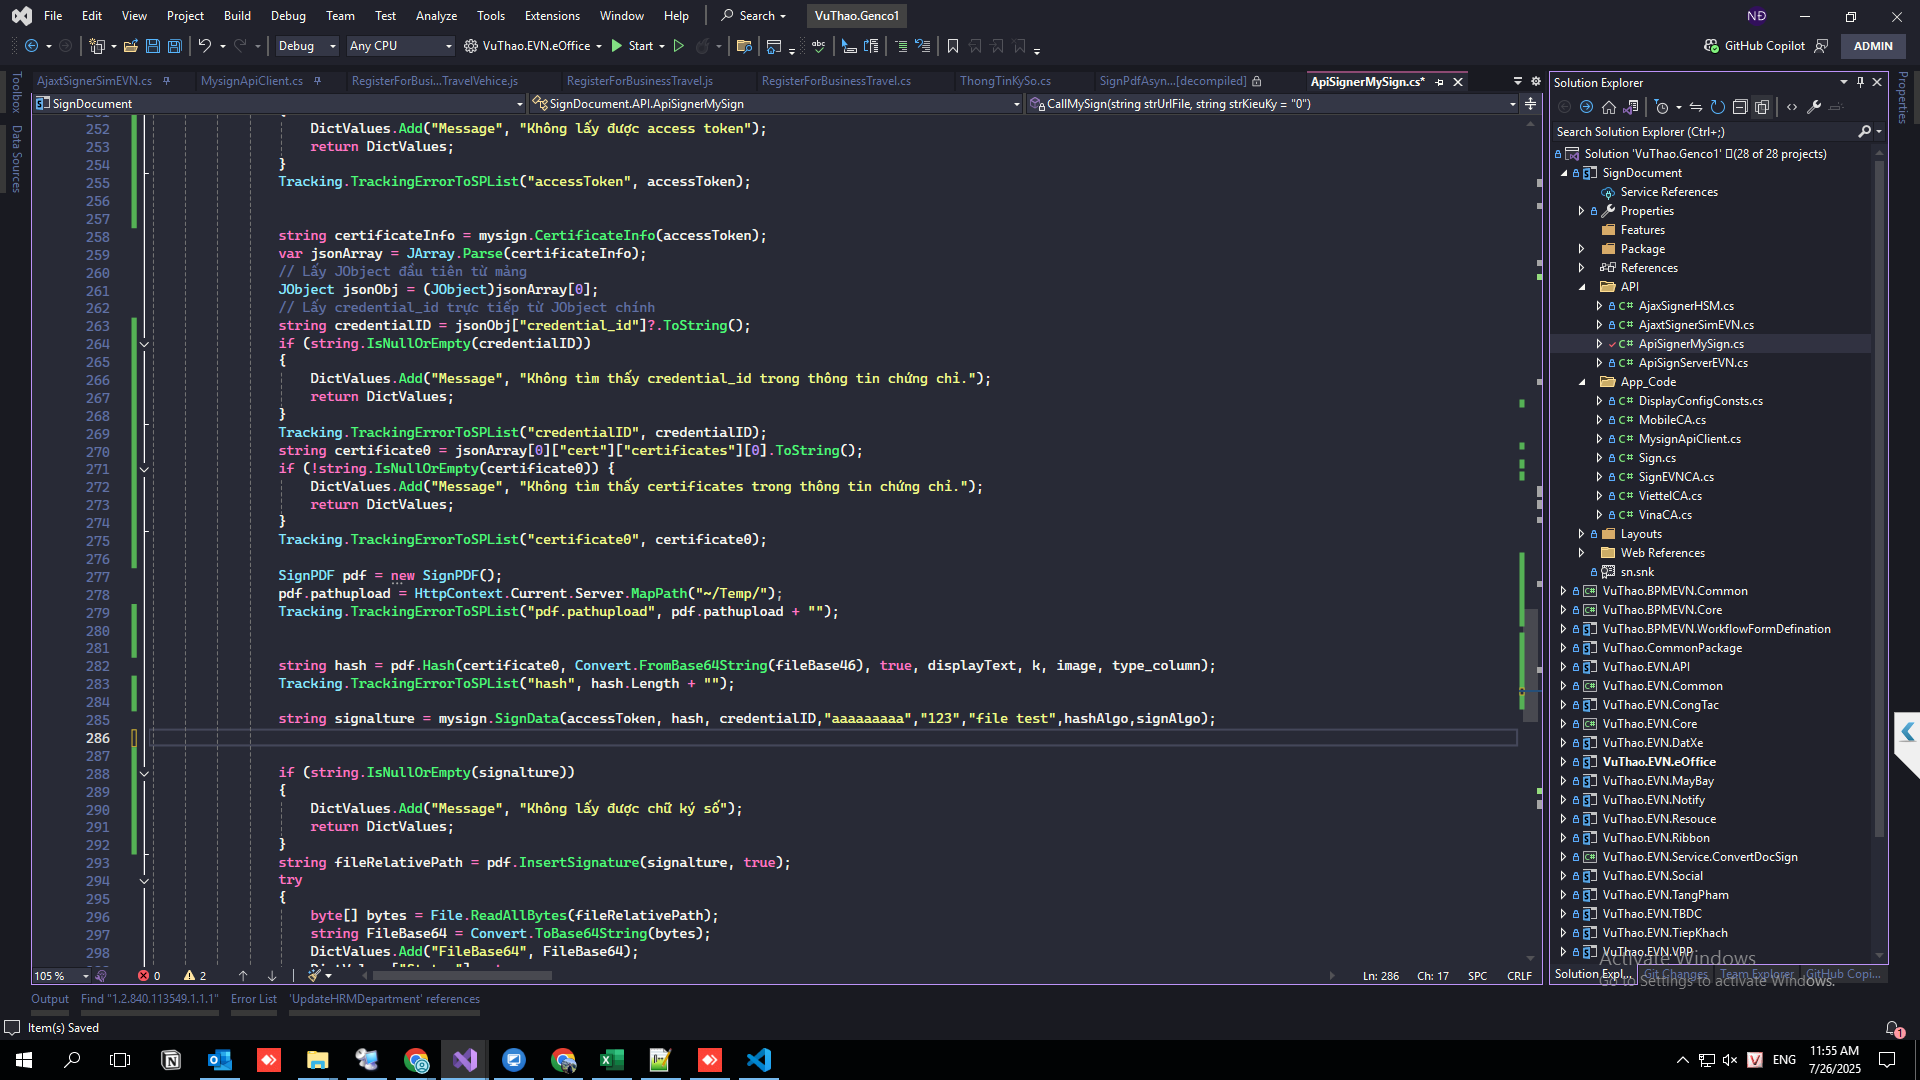 File Edit View Project Build Debug Team Test Analyze Tools Extensions Window Help Search VuThao.Genco1 NĐ
Debug Any CPU VuThao.EVN.eOffice Start GitHub Copilot ADMIN
Toolbox
Data Sources
AjaxtSignerSimEVN.cs MysignApiClient.cs RegisterForBusi...TravelVehice.js RegisterForBusinessTravel.js RegisterForBusinessTravel.cs ThongTinKySo.cs SignPdfAsyn...[decompiled] ApiSignerMySign.cs*
SignDocument SignDocument.API.ApiSignerMySign CallMySign(string strUrlFile, string strKieuKy = "0")
251 {
252 DictValues.Add("Message", "Không lấy được access token");
253 return DictValues;
254 }
255 Tracking.TrackingErrorToSPList("accessToken", accessToken);
256
257
258 string certificateInfo = mysign.CertificateInfo(accessToken);
259 var jsonArray = JArray.Parse(certificateInfo);
260 // Lấy JObject đầu tiên từ mảng
261 JObject jsonObj = (JObject)jsonArray[0];
262 // Lấy credential_id trực tiếp từ JObject chính
263 string credentialID = jsonObj["credential_id"]?.ToString();
264 if (string.IsNullOrEmpty(credentialID))
265 {
266 DictValues.Add("Message", "Không tìm thấy credential_id trong thông tin chứng chỉ.");
267 return DictValues;
268 }
269 Tracking.TrackingErrorToSPList("credentialID", credentialID);
270 string certificate0 = jsonArray[0]["cert"]["certificates"][0].ToString();
271 if (!string.IsNullOrEmpty(certificate0)) {
272 DictValues.Add("Message", "Không tìm thấy certificates trong thông tin chứng chỉ.");
273 return DictValues;
274 }
275 Tracking.TrackingErrorToSPList("certificate0", certificate0);
276
277 SignPDF pdf = new SignPDF();
278 pdf.pathupload = HttpContext.Current.Server.MapPath("~/Temp/");
279 Tracking.TrackingErrorToSPList("pdf.pathupload", pdf.pathupload + "");
280
281
282 string hash = pdf.Hash(certificate0, Convert.FromBase64String(fileBase46), true, displayText, k, image, type_column);
283 Tracking.TrackingErrorToSPList("hash", hash.Length + "");
284
285 string signalture = mysign.SignData(accessToken, hash, credentialID,"aaaaaaaaa","123","file test",hashAlgo,signAlgo);
286
287
288 if (string.IsNullOrEmpty(signalture))
289 {
290 DictValues.Add("Message", "Không lấy được chữ ký số");
291 return DictValues;
292 }
293 string fileRelativePath = pdf.InsertSignature(signalture, true);
294 try
295 {
296 byte[] bytes = File.ReadAllBytes(fileRelativePath);
297 string FileBase64 = Convert.ToBase64String(bytes);
298 DictValues.Add("FileBase64", FileBase64);
105 % 0 2 Ln: 286 Ch: 17 SPC CRLF
Output Find "1.2.840.113549.1.1.1" Error List 'UpdateHRMDepartment' references
Item(s) Saved
Solution Explorer
Search Solution Explorer (Ctrl+;)
Solution 'VuThao.Genco1' (28 of 28 projects)
SignDocument
Service References
Properties
Features
Package
References
API
AjaxSignerHSM.cs
AjaxtSignerSimEVN.cs
ApiSignerMySign.cs
ApiSignServerEVN.cs
App_Code
DisplayConfigConsts.cs
MobileCA.cs
MysignApiClient.cs
Sign.cs
SignEVNCA.cs
ViettelCA.cs
VinaCA.cs
Layouts
Web References
sn.snk
VuThao.BPMEVN.Common
VuThao.BPMEVN.Core
VuThao.BPMEVN.WorkflowFormDefination
VuThao.CommonPackage
VuThao.EVN.API
VuThao.EVN.Common
VuThao.EVN.CongTac
VuThao.EVN.Core
VuThao.EVN.DatXe
VuThao.EVN.eOffice
VuThao.EVN.MayBay
VuThao.EVN.Notify
VuThao.EVN.Resouce
VuThao.EVN.Ribbon
VuThao.EVN.Service.ConvertDocSign
VuThao.EVN.Social
VuThao.EVN.TangPham
VuThao.EVN.TBDC
VuThao.EVN.TiepKhach
VuThao.EVN.VPP
Solution Expl... Git Changes Team Explorer GitHub Copi...
Properties
Activate Windows
Go to Settings to activate Windows.
1
ENG
11:55 AM
7/26/2025